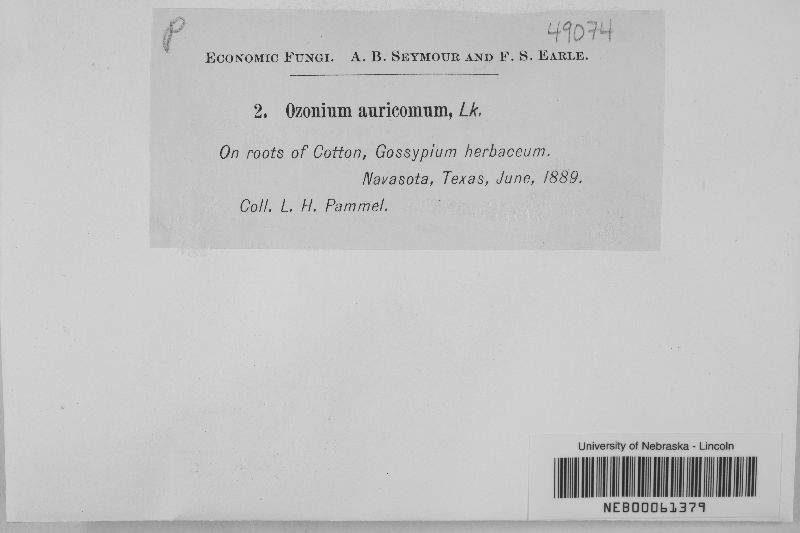 P 49074
ECONOMIC FUNGI. A. B. SEYMOUR AND F. S. EARLE.
2. Ozonium auricomum, Lk.
On roots of Cotton, Gossypium herbaceum.
Navasota, Texas, June, 1889.
Coll. L. H. Pammel.
University of Nebraska - Lincoln
NEB00061379